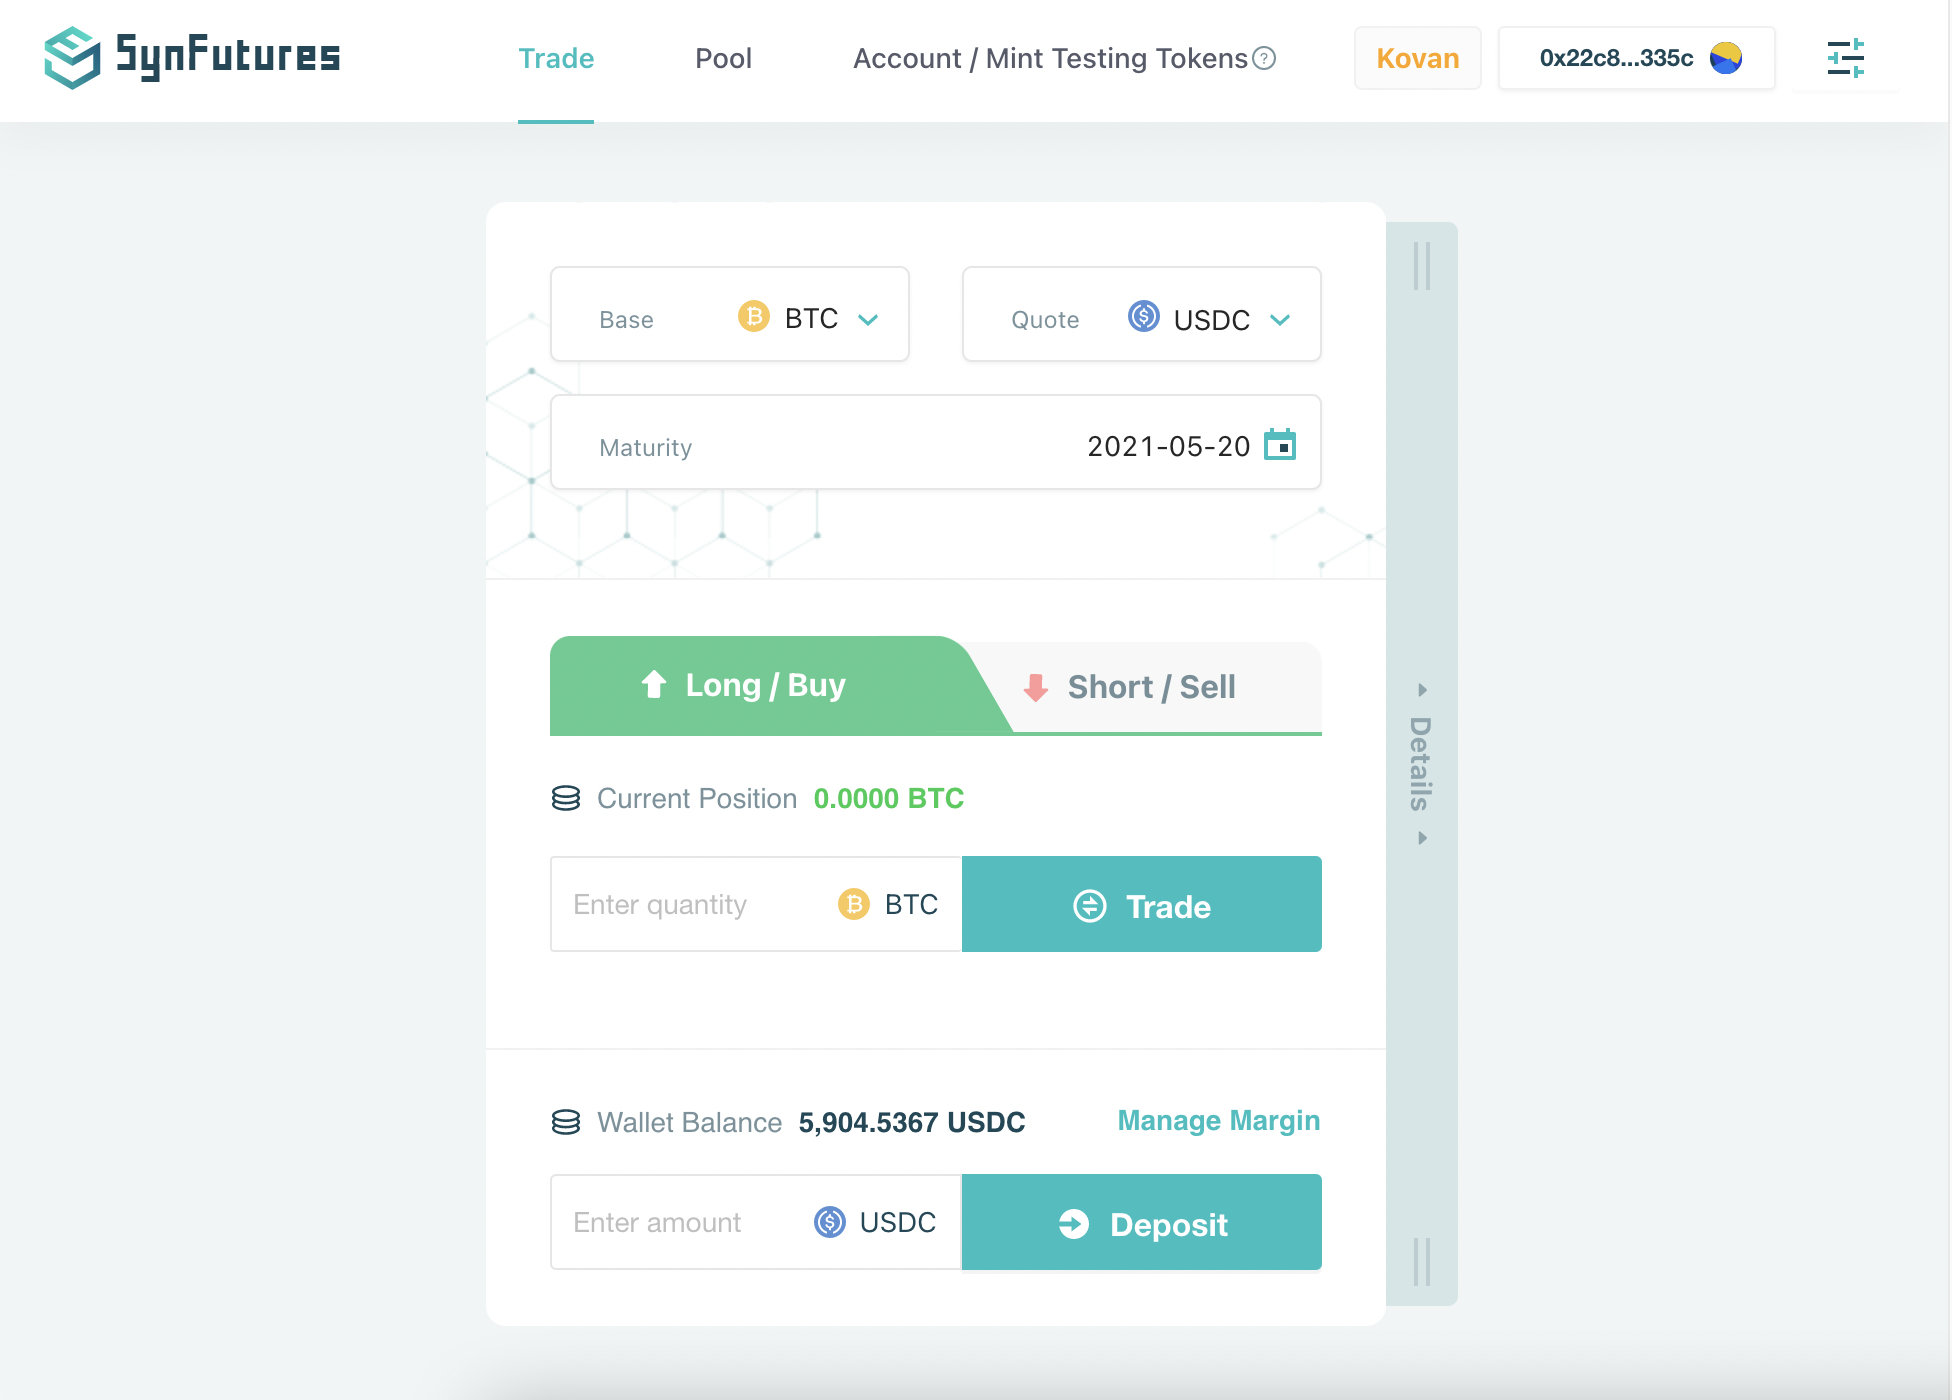 SynFutures
Trade
Pool
Account / Mint Testing Tokens?
Kovan
0x22c8...335c
Base
BTC
Quote
USDC
Maturity
2021-05-20
Long / Buy
Short / Sell
Details
Current Position 0.0000 BTC
Enter quantity
BTC
Trade
Wallet Balance 5,904.5367 USDC
Manage Margin
Enter amount
USDC
Deposit